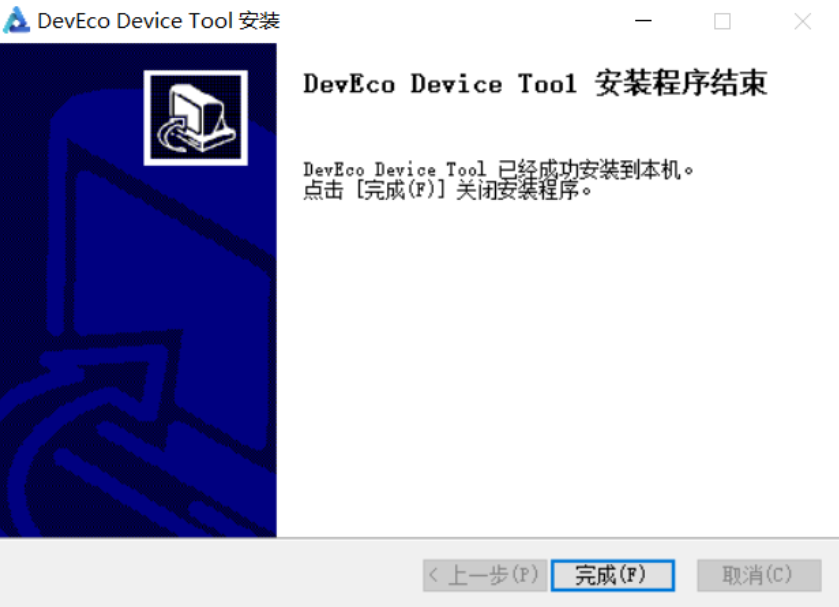 DevEco Device Tool 安装
DevEco Device Tool 安装程序结束
DevEco Device Tool 已经成功安装到本机。
点击 [完成(F)] 关闭安装程序。
< 上一步(P)
完成(F)
取消(C)